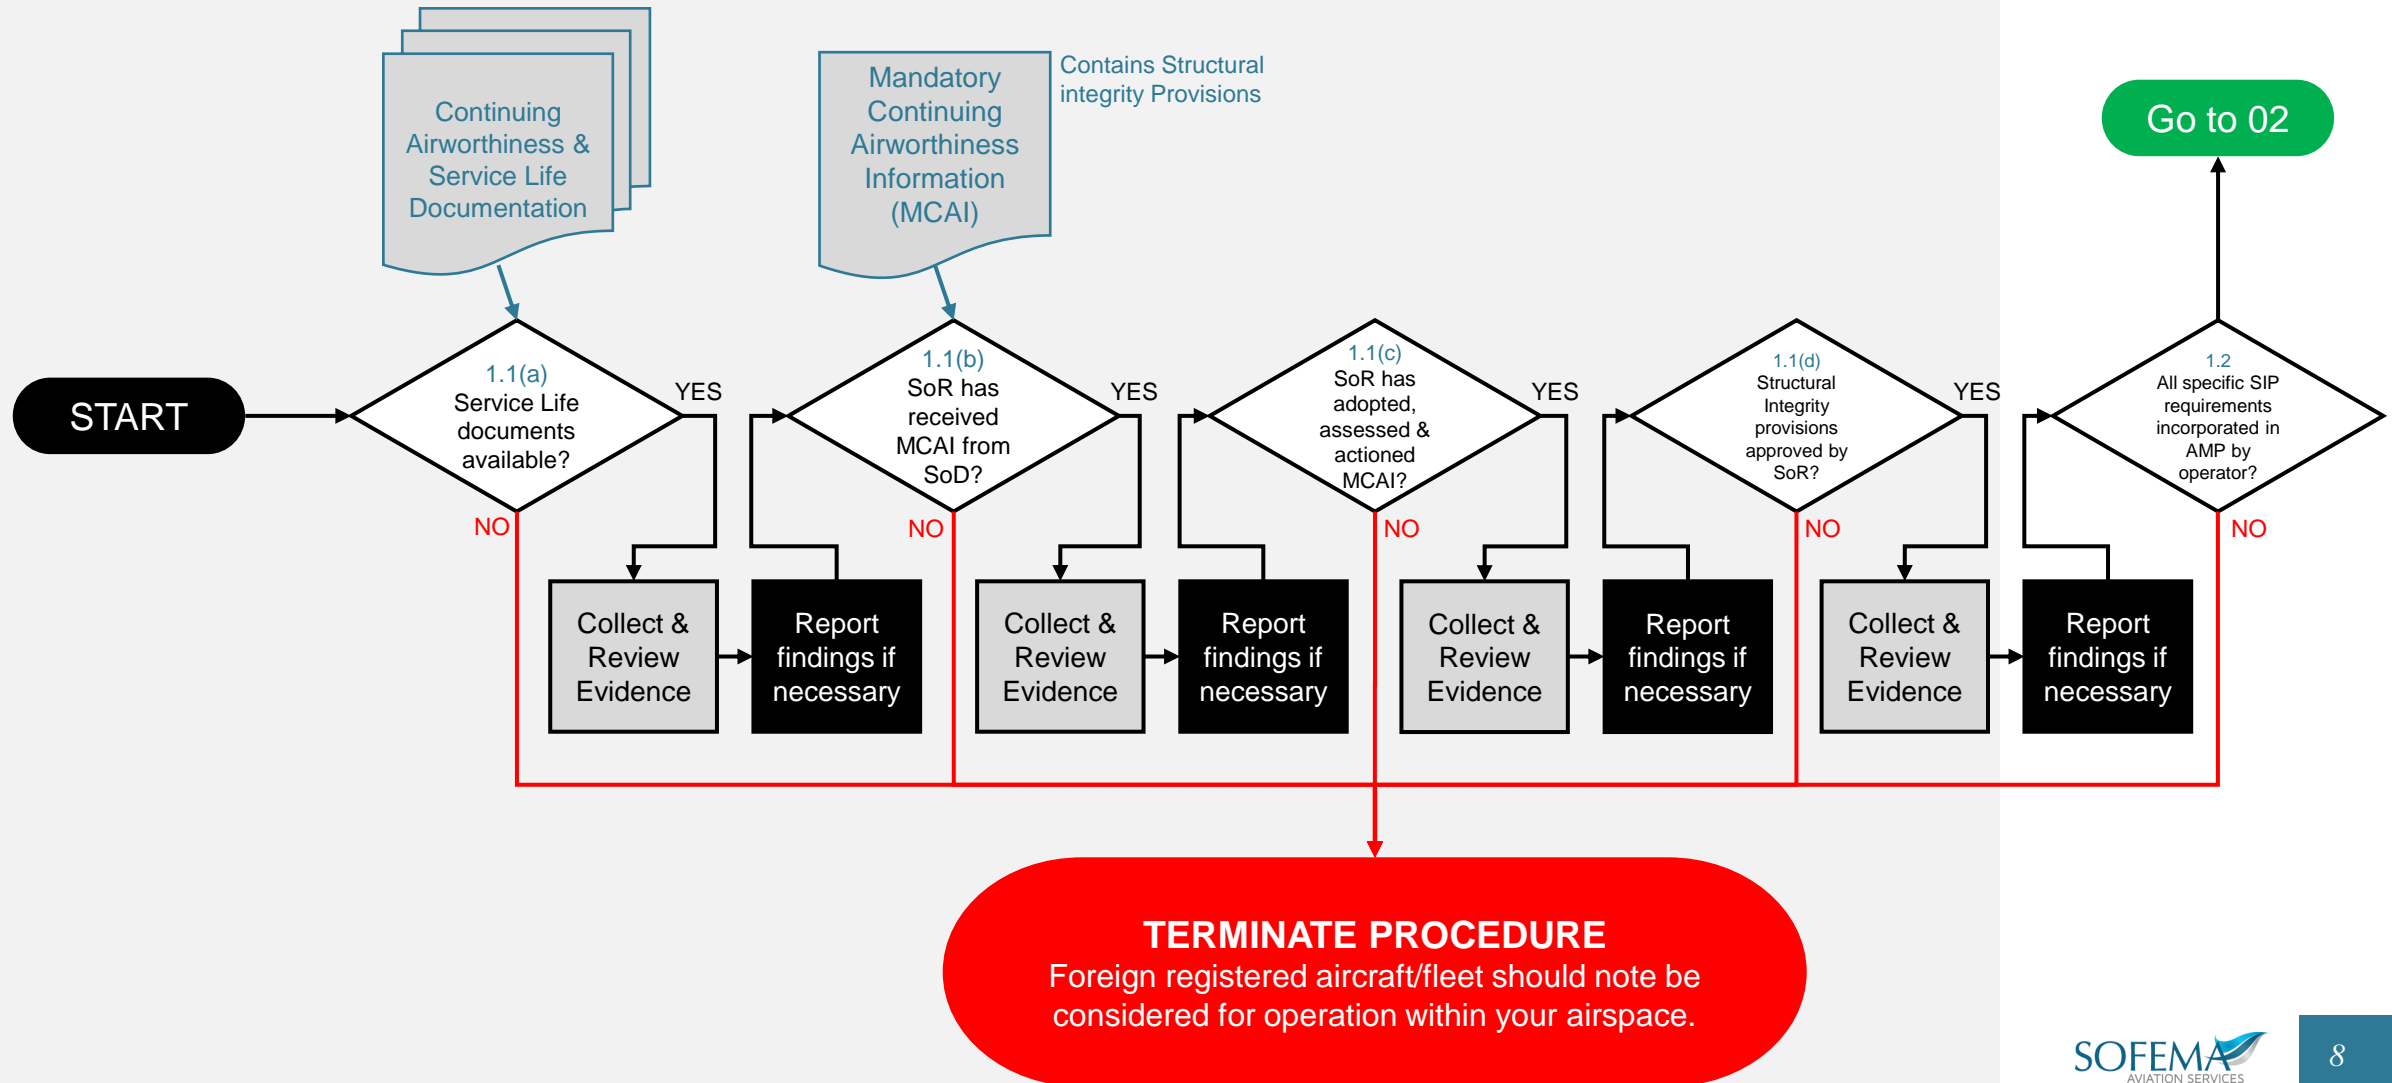 Continuing
Airworthiness &
Service Life
Documentation
Mandatory
Continuing
Airworthiness
Information
(MCAI)
Contains Structural
integrity Provisions
Go to 02
START
1.1(a)
Service Life
documents
available?
YES
NO
1.1(b)
SoR has
received
MCAI from
SoD?
YES
NO
1.1(c)
SoR has
adopted,
assessed &
actioned
MCAI?
YES
NO
1.1(d)
Structural
Integrity
provisions
approved by
SoR?
YES
NO
1.2
All specific SIP
requirements
incorporated in
AMP by
operator?
NO
Collect &
Review
Evidence
Report
findings if
necessary
Collect &
Review
Evidence
Report
findings if
necessary
Collect &
Review
Evidence
Report
findings if
necessary
Collect &
Review
Evidence
Report
findings if
necessary
TERMINATE PROCEDURE
Foreign registered aircraft/fleet should note be
considered for operation within your airspace.
SOFEMA
AVIATION SERVICES
8